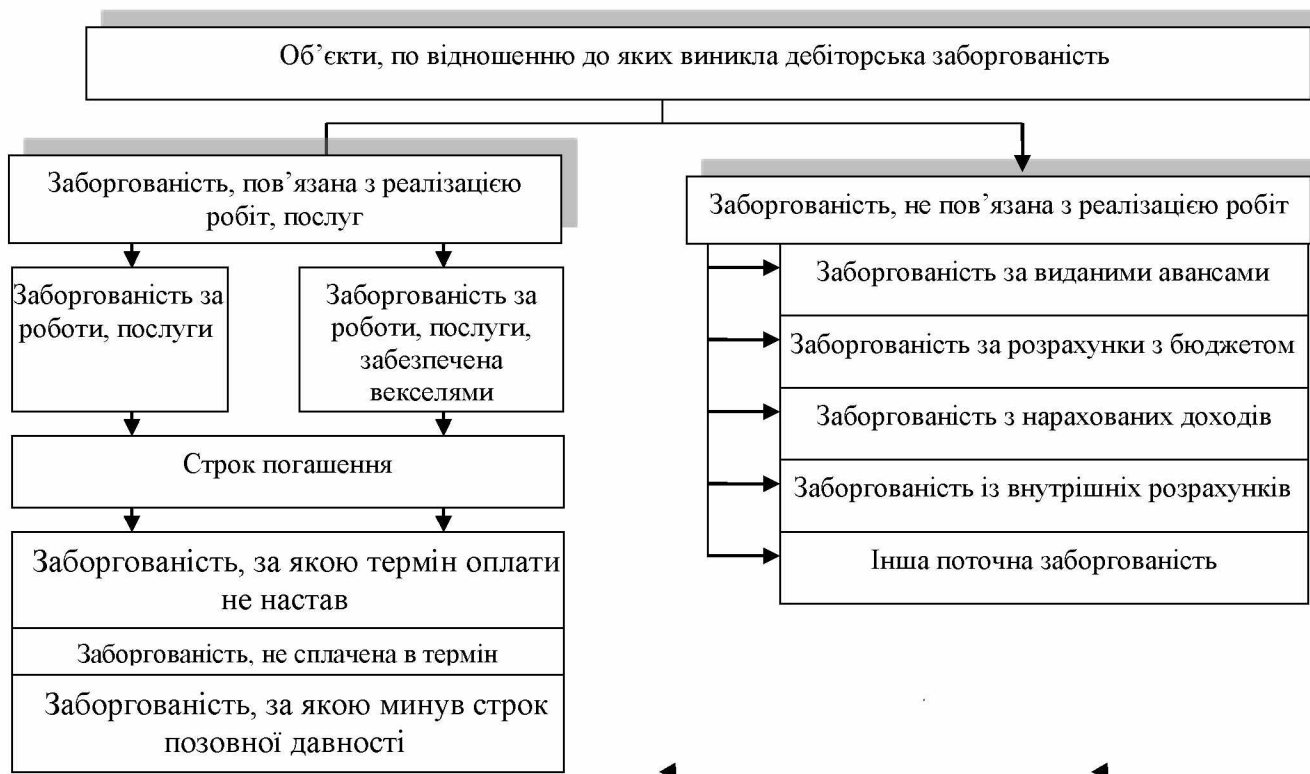 Об’єкти, по відношенню до яких виникла дебіторська заборгованість
Заборгованість, пов’язана з реалізацією
робіт, послуг
Заборгованість за
роботи, послуги
Заборгованість за
роботи, послуги,
забезпечена
векселями
Строк погашення
Заборгованість, за якою термін оплати
не настав
Заборгованість, не сплачена в термін
Заборгованість, за якою минув строк
позовної давності
Заборгованість, не пов’язана з реалізацією робіт
Заборгованість за виданими авансами
Заборгованість за розрахунки з бюджетом
Заборгованість з нарахованих доходів
Заборгованість із внутрішніх розрахунків
Інша поточна заборгованість